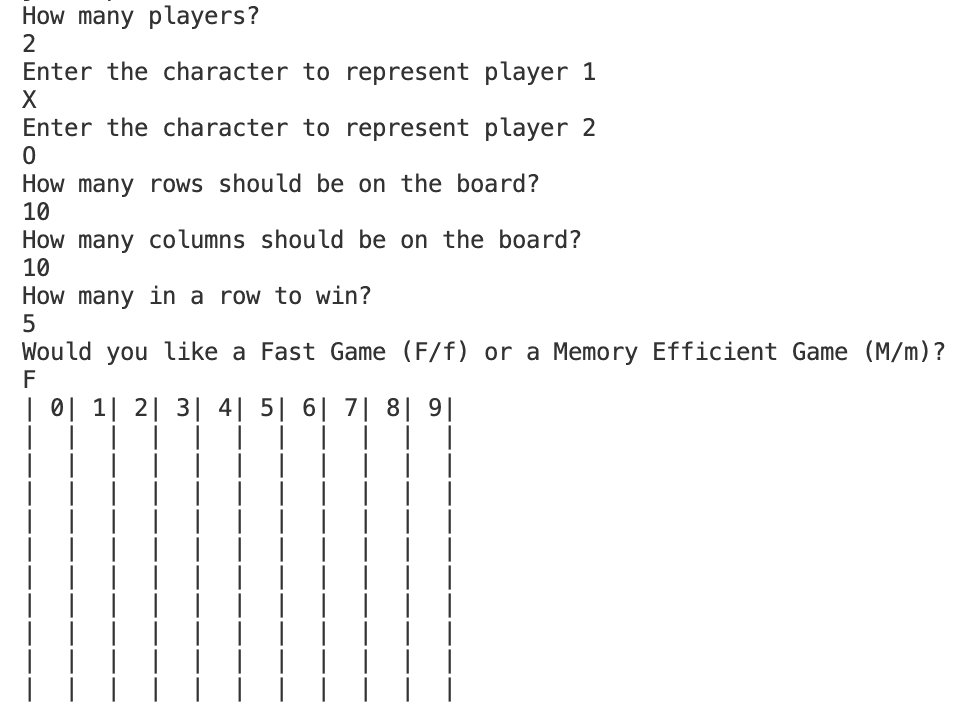 How many players?
2
Enter the character to represent player 1
X
Enter the character to represent player 2
O
How many rows should be on the board?
10
How many columns should be on the board?
10
How many in a row to win?
5
Would you like a Fast Game (F/f) or a Memory Efficient Game (M/m)?
F
| 0| 1| 2| 3| 4| 5| 6| 7| 8| 9|
|  |  |  |  |  |  |  |  |  |  |
|  |  |  |  |  |  |  |  |  |  |
|  |  |  |  |  |  |  |  |  |  |
|  |  |  |  |  |  |  |  |  |  |
|  |  |  |  |  |  |  |  |  |  |
|  |  |  |  |  |  |  |  |  |  |
|  |  |  |  |  |  |  |  |  |  |
|  |  |  |  |  |  |  |  |  |  |
|  |  |  |  |  |  |  |  |  |  |
|  |  |  |  |  |  |  |  |  |  |